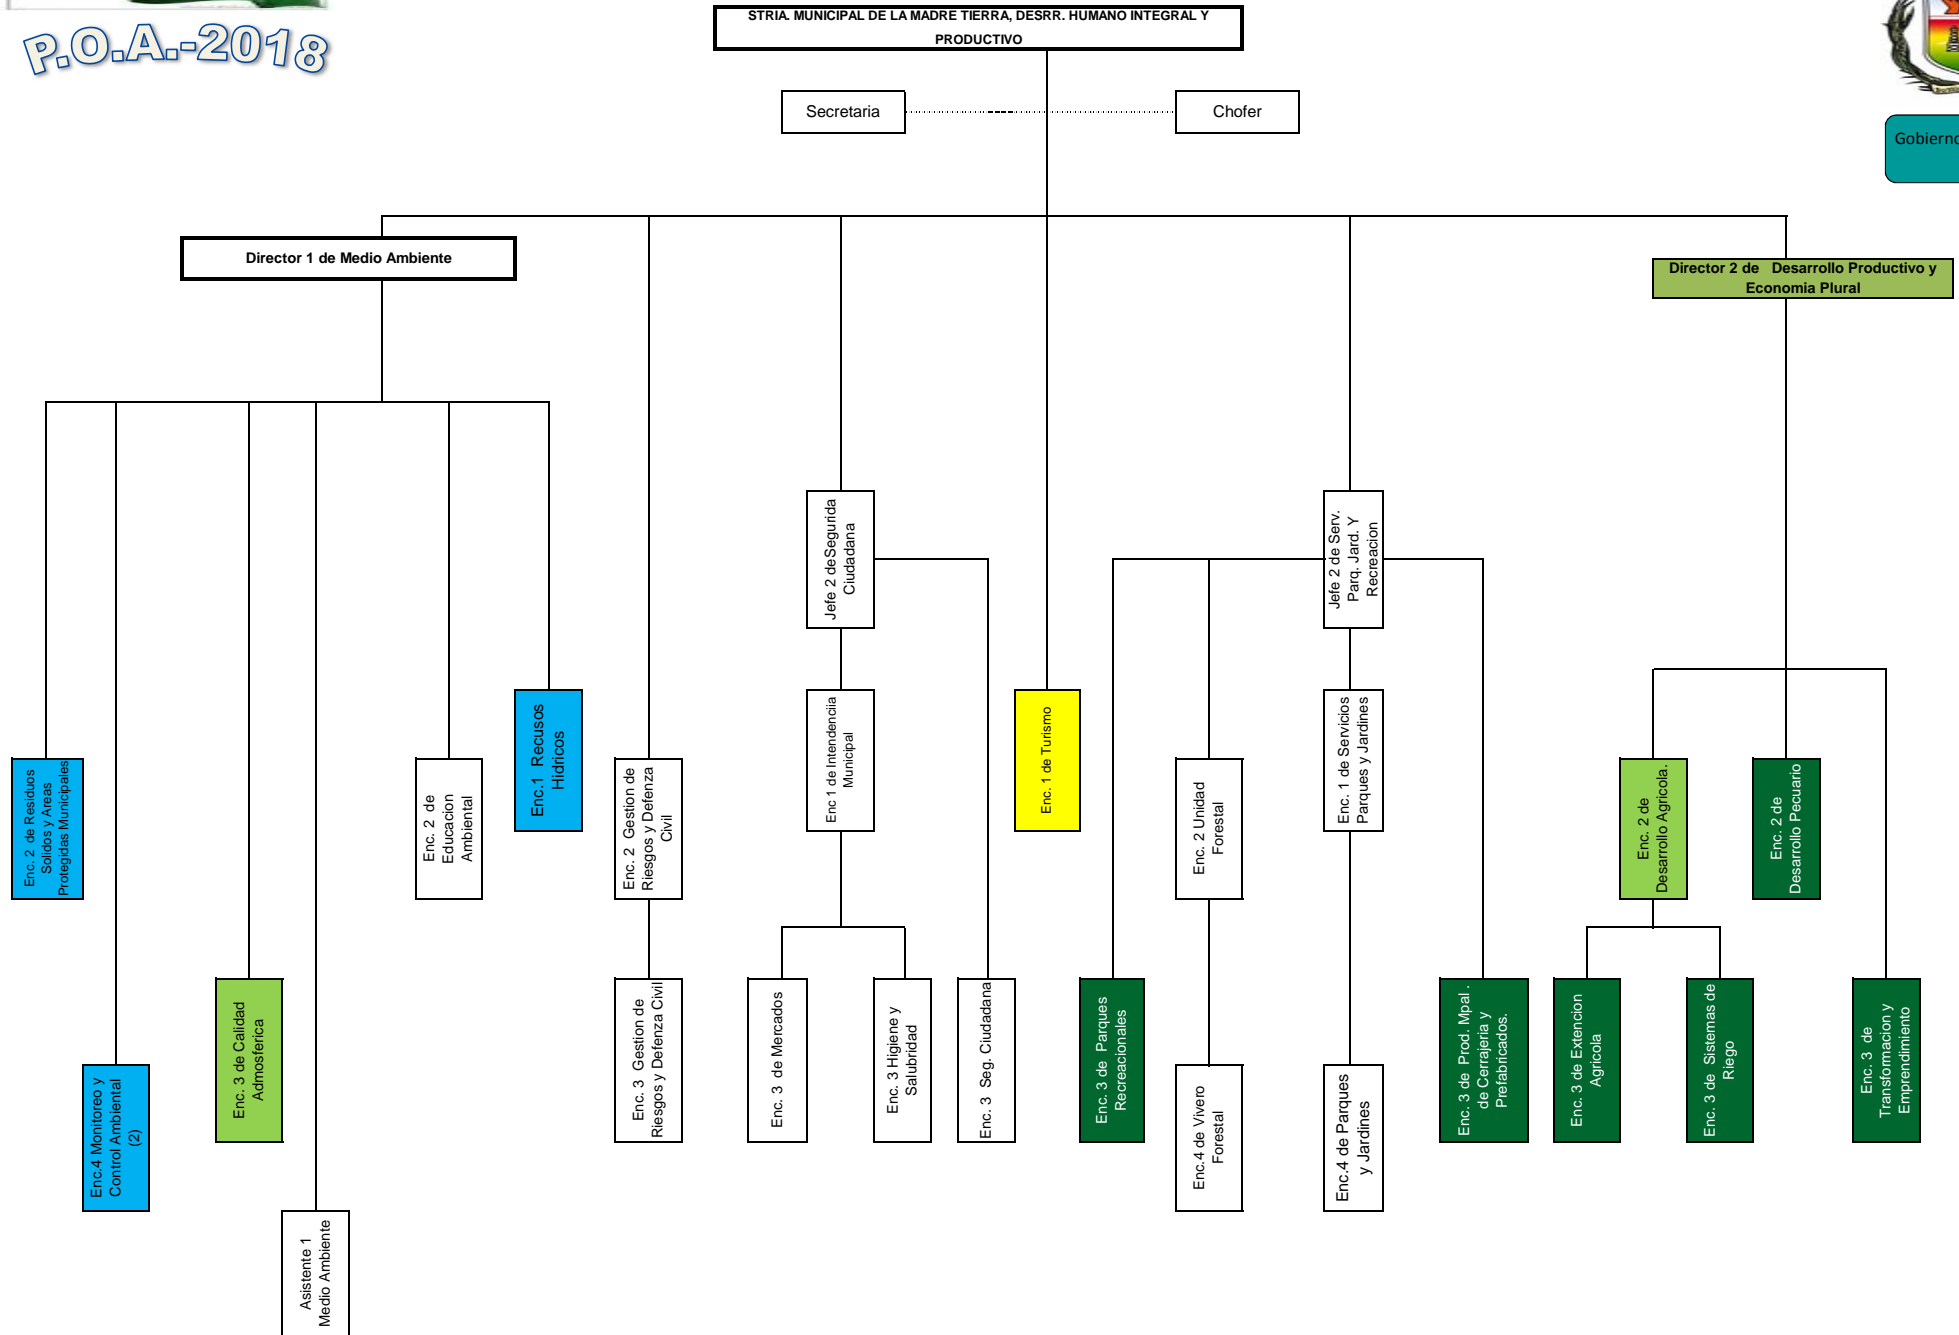 P.O.A.-2018
STRIA. MUNICIPAL DE LA MADRE TIERRA, DESRR. HUMANO INTEGRAL Y
PRODUCTIVO
Secretaria
Chofer
Gobierno
Director 1 de Medio Ambiente
Director 2 de Desarrollo Productivo y
Economia Plural
Jefe 2 deSegurida
Ciudadana
Jefe 2 de Serv.
Parq. Jard. Y
Recreacion
Enc.1 Recusos
Hidricos
Enc 1 de Intendenciia
Municipal
Enc. 1 de Turismo
Enc. 1 de Servicios
Parques y Jardines
Enc. 2 de Residuos
Solidos y Areas
Protegidas Municipales
Enc. 2 de
Educacion
Ambiental
Enc. 2 Gestion de
Riesgos y Defenza
Civil
Enc. 2 Unidad
Forestal
Enc. 2 de
Desarrollo Agricola.
Enc. 2 de
Desarrollo Pecuario
Enc. 3 de Calidad
Admosferica
Enc. 3 Gestion de
Riesgos y Defenza Civil
Enc. 3 de Mercados
Enc. 3 Higiene y
Salubridad
Enc. 3 Seg. Ciudadana
Enc. 3 de Parques
Recreacionales
Enc. 3 de Prod. Mpal .
de Cerrajeria y
Prefabricados.
Enc. 3 de Extencion
Agricola
Enc. 3 de Sistemas de
Riego
Enc. 3 de
Transformacion y
Emprendimiento
Enc.4 Monitoreo y
Control Ambiental
(2)
Enc.4 de Vivero
Forestal
Enc.4 de Parques
y Jardines
Asistente 1
Medio Ambiente